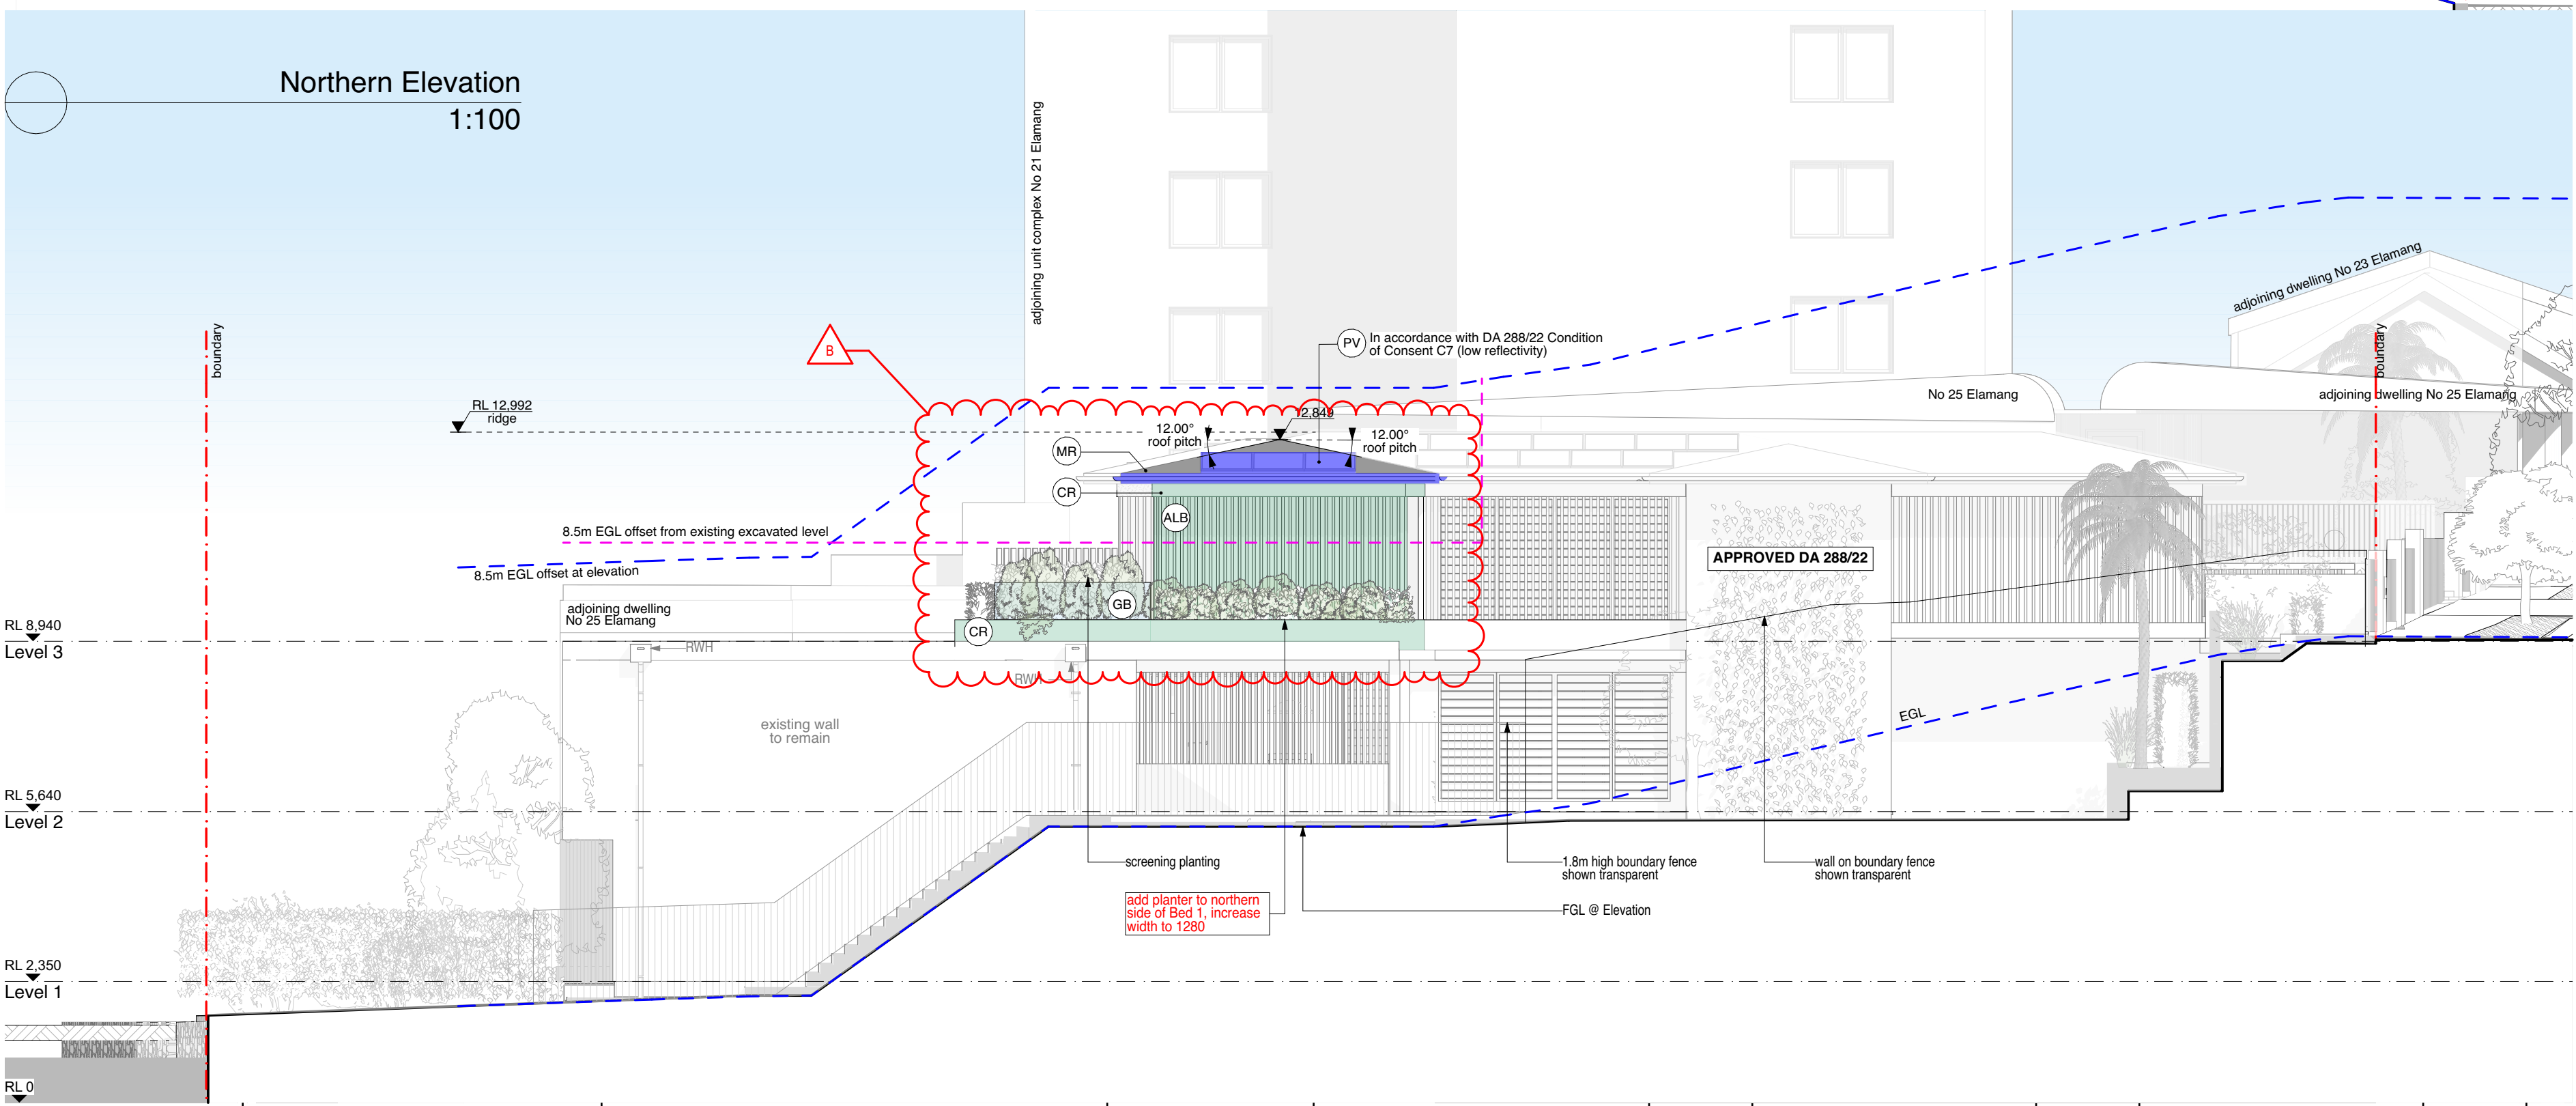 Northern Elevation
1:100
adjoining unit complex No 21 Elamang
boundary
B
RL 12,992
ridge
PV
In accordance with DA 288/22 Condition
of Consent C7 (low reflectivity)
12.00°
roof pitch
12.00°
roof pitch
MR
CR
ALB
GB
CR
8.5m EGL offset from existing excavated level
8.5m EGL offset at elevation
adjoining dwelling
No 25 Elamang
adjoining dwelling No 23 Elamang
boundary
No 25 Elamang
adjoining dwelling No 25 Elamang
APPROVED DA 288/22
RL 8,940
Level 3
RWH
RWH
existing wall
to remain
EGL
RL 5,640
Level 2
screening planting
add planter to northern
side of Bed 1, increase
width to 1280
1.8m high boundary fence
shown transparent
wall on boundary fence
shown transparent
FGL @ Elevation
RL 2,350
Level 1
RL 0